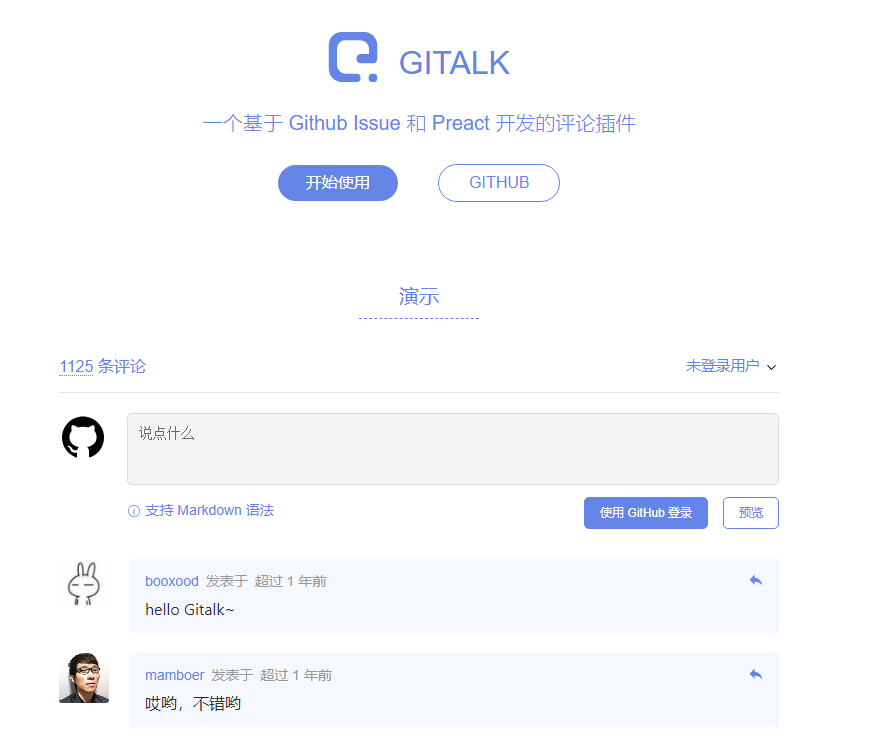 GITALK
一个基于 Github Issue 和 Preact 开发的评论插件
开始使用 GITHUB
演示
1125 条评论 未登录用户
说点什么
支持 Markdown 语法 使用 GitHub 登录 预览
booxood 发表于 超过 1 年前
hello Gitalk~
mamboer 发表于 超过 1 年前
哎哟，不错哟